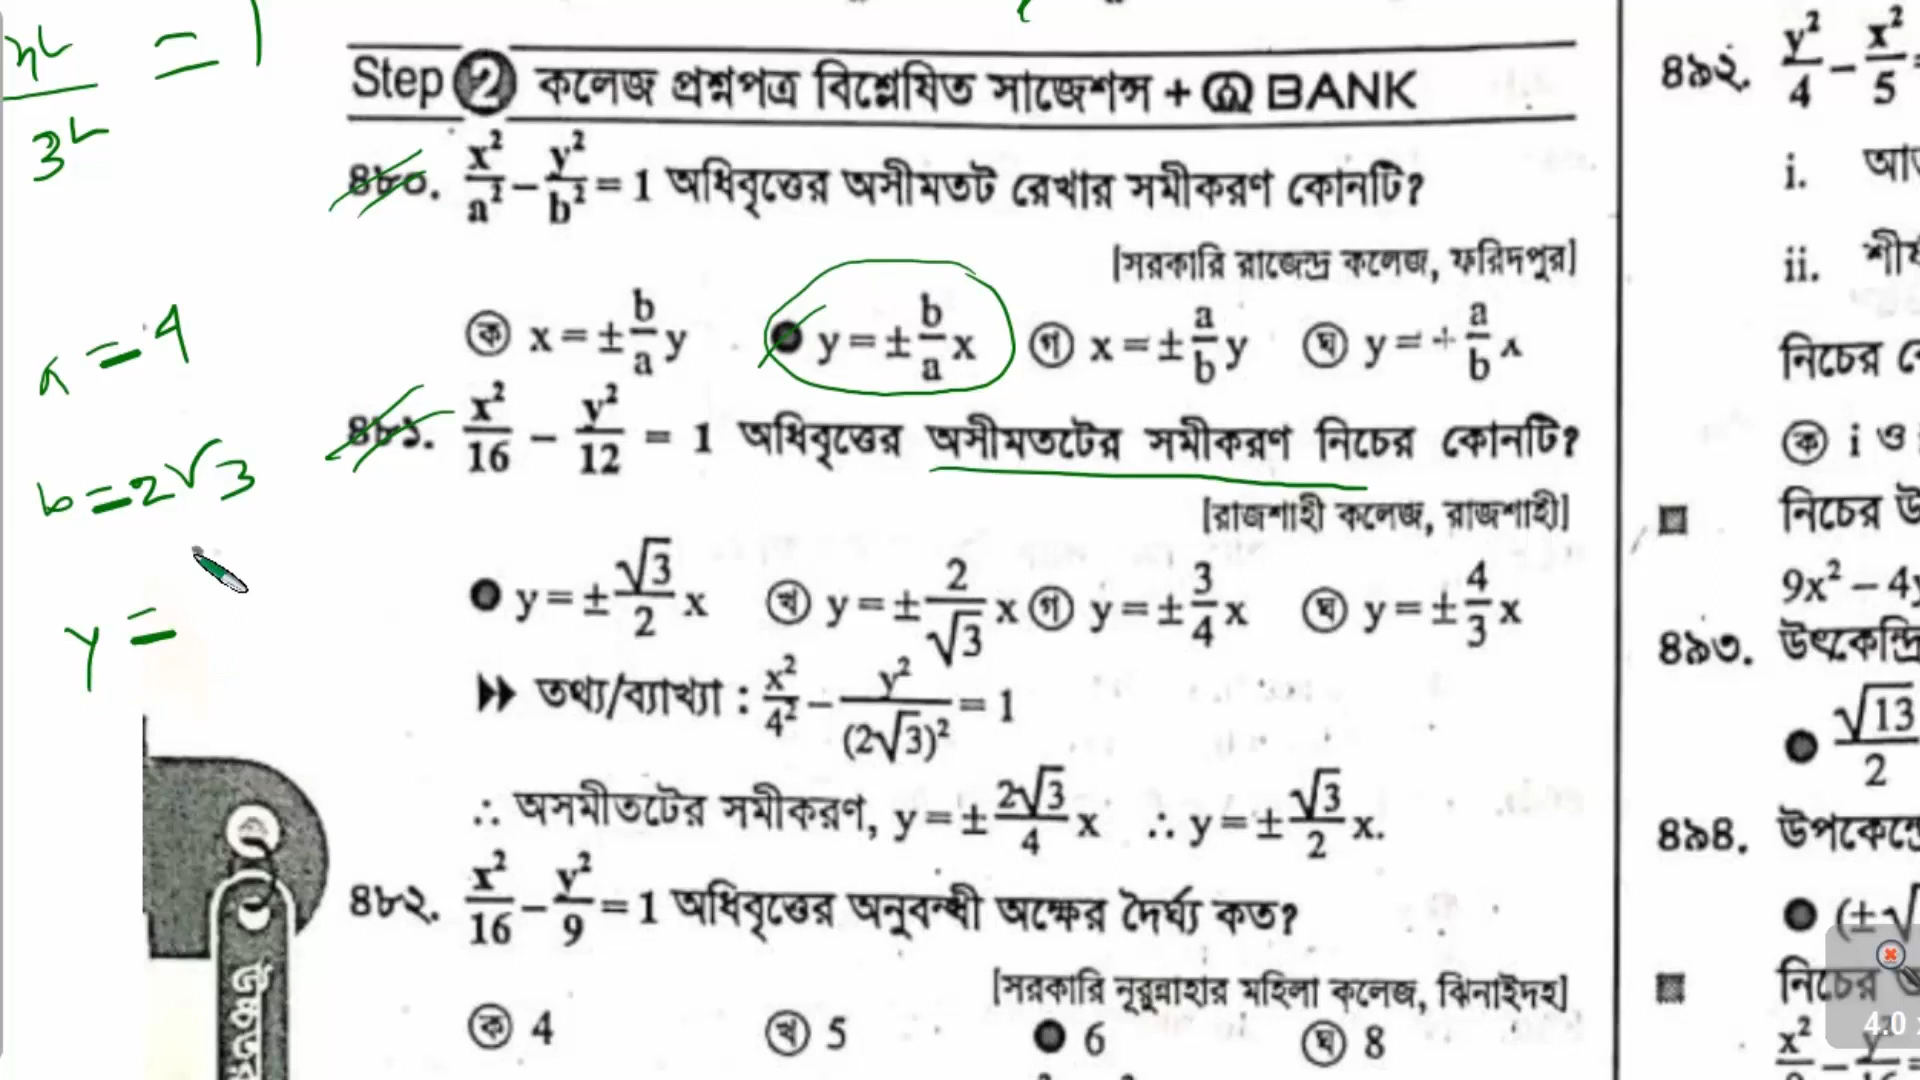 x² = 1
3²
a = 4
b = 2√3
y =
Step 2 কলেজ প্রশ্নপত্র বিশ্লেষিত সাজেশন্স + Q BANK
৪৮০. x²/a² − y²/b² = 1 অধিবৃত্তের অসীমতট রেখার সমীকরণ কোনটি?
[সরকারি রাজেন্দ্র কলেজ, ফরিদপুর]
ক x = ± b/a y ● y = ± b/a x গ x = ± a/b y ঘ y = + a/b x
৪৮১. x²/16 − y²/12 = 1 অধিবৃত্তের অসীমতটের সমীকরণ নিচের কোনটি?
[রাজশাহী কলেজ, রাজশাহী]
● y = ± √3/2 x খ y = ± 2/√3 x গ y = ± 3/4 x ঘ y = ± 4/3 x
▶▶ তথ্য/ব্যাখ্যা : x²/4² − y²/(2√3)² = 1
∴ অসমীতটের সমীকরণ, y = ± 2√3/4 x ∴ y = ± √3/2 x.
৪৮২. x²/16 − y²/9 = 1 অধিবৃত্তের অনুবন্ধী অক্ষের দৈর্ঘ্য কত?
[সরকারি নূরুন্নাহার মহিলা কলেজ, ঝিনাইদহ]
ক 4 খ 5 ● 6 ঘ 8
৪৯২. y²/4 − x²/5 =
i.
ii.
নিচের
ক i ও
নিচের
9x² − 4y
৪৯৩.
● √13/2
৪৯৪.
● (±√
নিচের
4.0